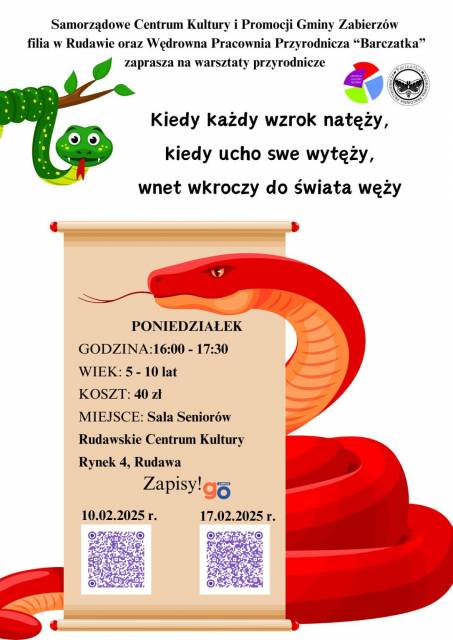 Samorządowe Centrum Kultury i Promocji Gminy Zabierzów
filia w Rudawie oraz Wędrowna Pracownia Przyrodnicza “Barczatka”
zaprasza na warsztaty przyrodnicze
Kiedy każdy wzrok natęży,
kiedy ucho swe wytęży,
wnet wkroczy do świata węży
PONIEDZIAŁEK
GODZINA:16:00 - 17:30
WIEK: 5 - 10 lat
KOSZT: 40 zł
MIEJSCE: Sala Seniorów
Rudawskie Centrum Kultury
Rynek 4, Rudawa
Zapisy! go
10.02.2025 r. 17.02.2025 r.